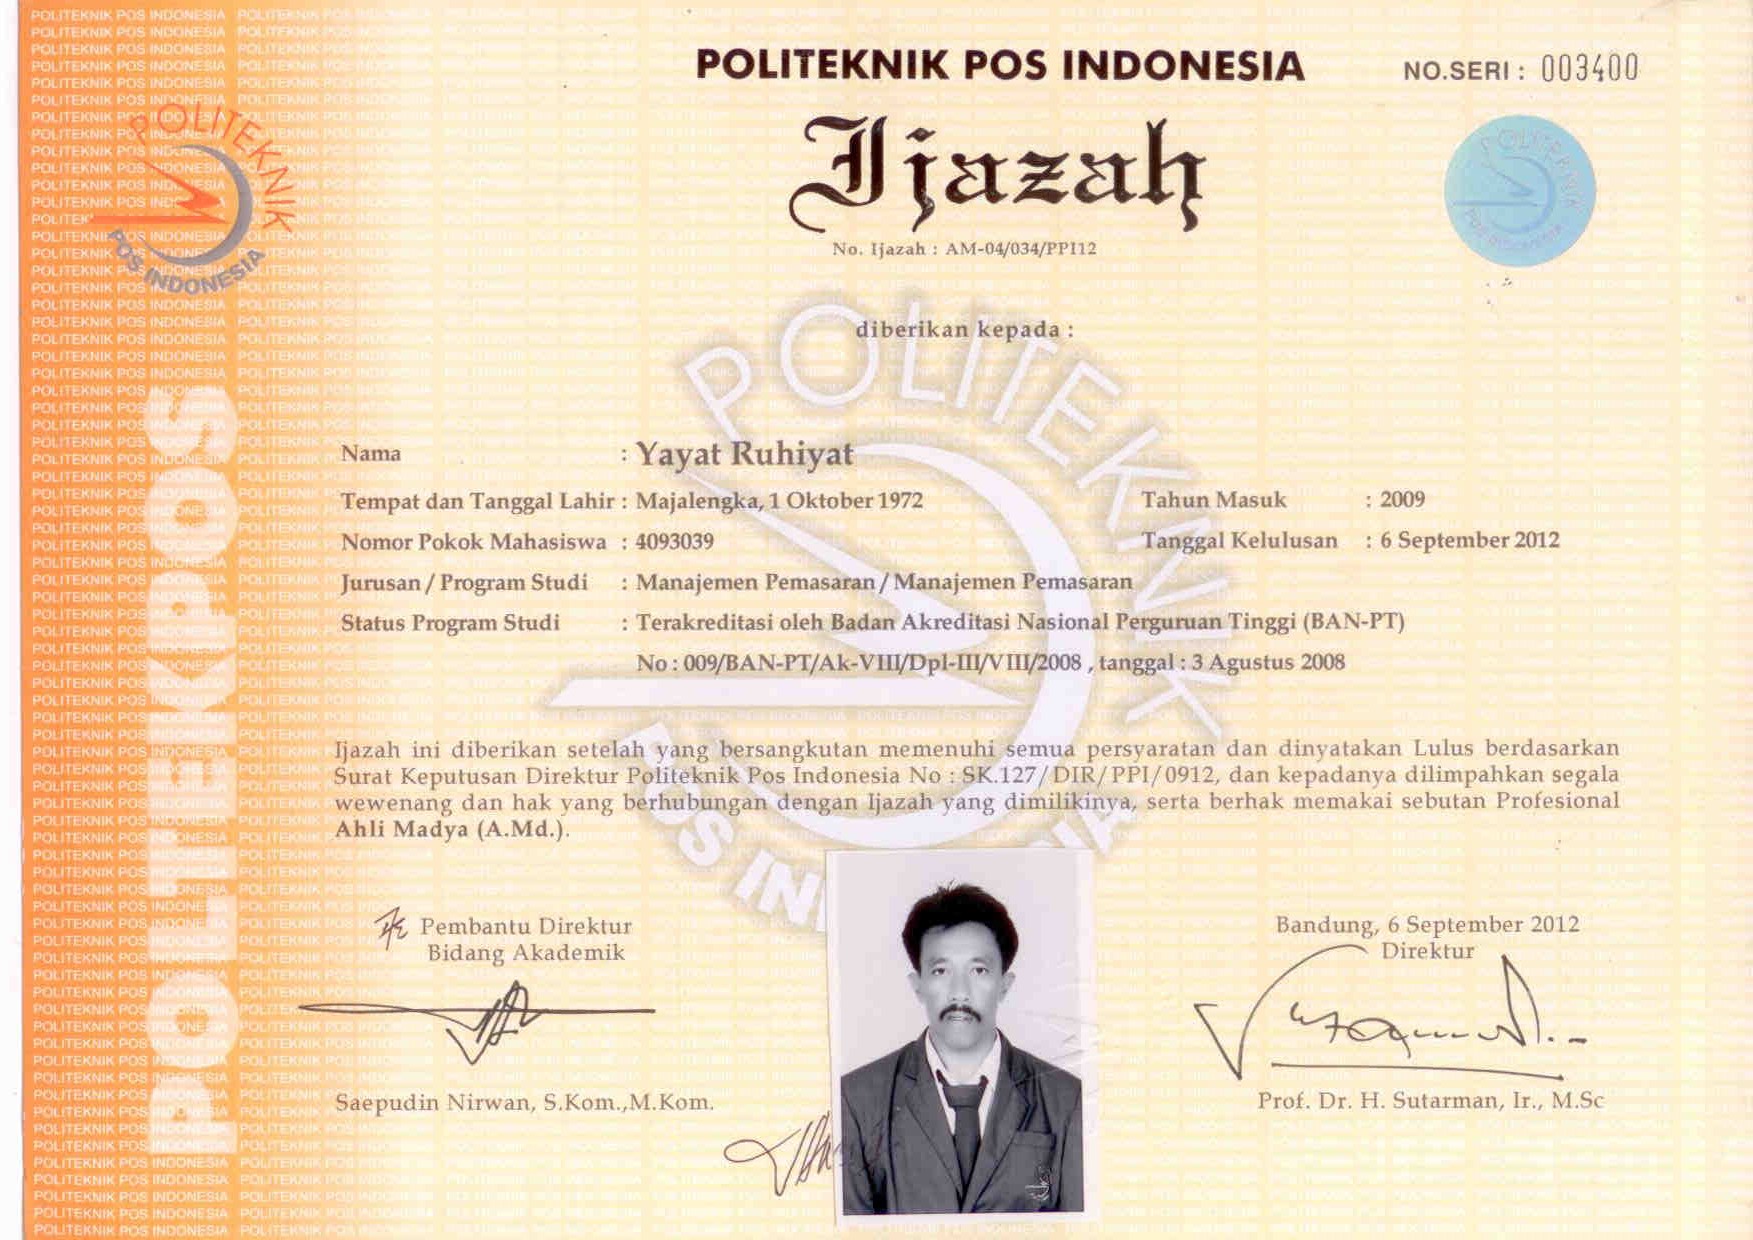 POLITEKNIK POS INDONESIA
NO.SERI : 003400
POLITEKNIK POS INDONESIA
Ijazah
No. Ijazah : AM-04/034/PPI12
diberikan kepada :
Nama : Yayat Ruhiyat
Tempat dan Tanggal Lahir : Majalengka, 1 Oktober 1972
Tahun Masuk : 2009
Nomor Pokok Mahasiswa : 4093039
Tanggal Kelulusan : 6 September 2012
Jurusan / Program Studi : Manajemen Pemasaran / Manajemen Pemasaran
Status Program Studi : Terakreditasi oleh Badan Akreditasi Nasional Perguruan Tinggi (BAN-PT)
No : 009/BAN-PT/Ak-VIII/Dpl-III/VIII/2008 , tanggal : 3 Agustus 2008
Ijazah ini diberikan setelah yang bersangkutan memenuhi semua persyaratan dan dinyatakan Lulus berdasarkan
Surat Keputusan Direktur Politeknik Pos Indonesia No : SK.127/DIR/PPI/0912, dan kepadanya dilimpahkan segala
wewenang dan hak yang berhubungan dengan Ijazah yang dimilikinya, serta berhak memakai sebutan Profesional
Ahli Madya (A.Md.).
Pembantu Direktur
Bidang Akademik
Saepudin Nirwan, S.Kom.,M.Kom.
Bandung, 6 September 2012
Direktur
Prof. Dr. H. Sutarman, Ir., M.Sc